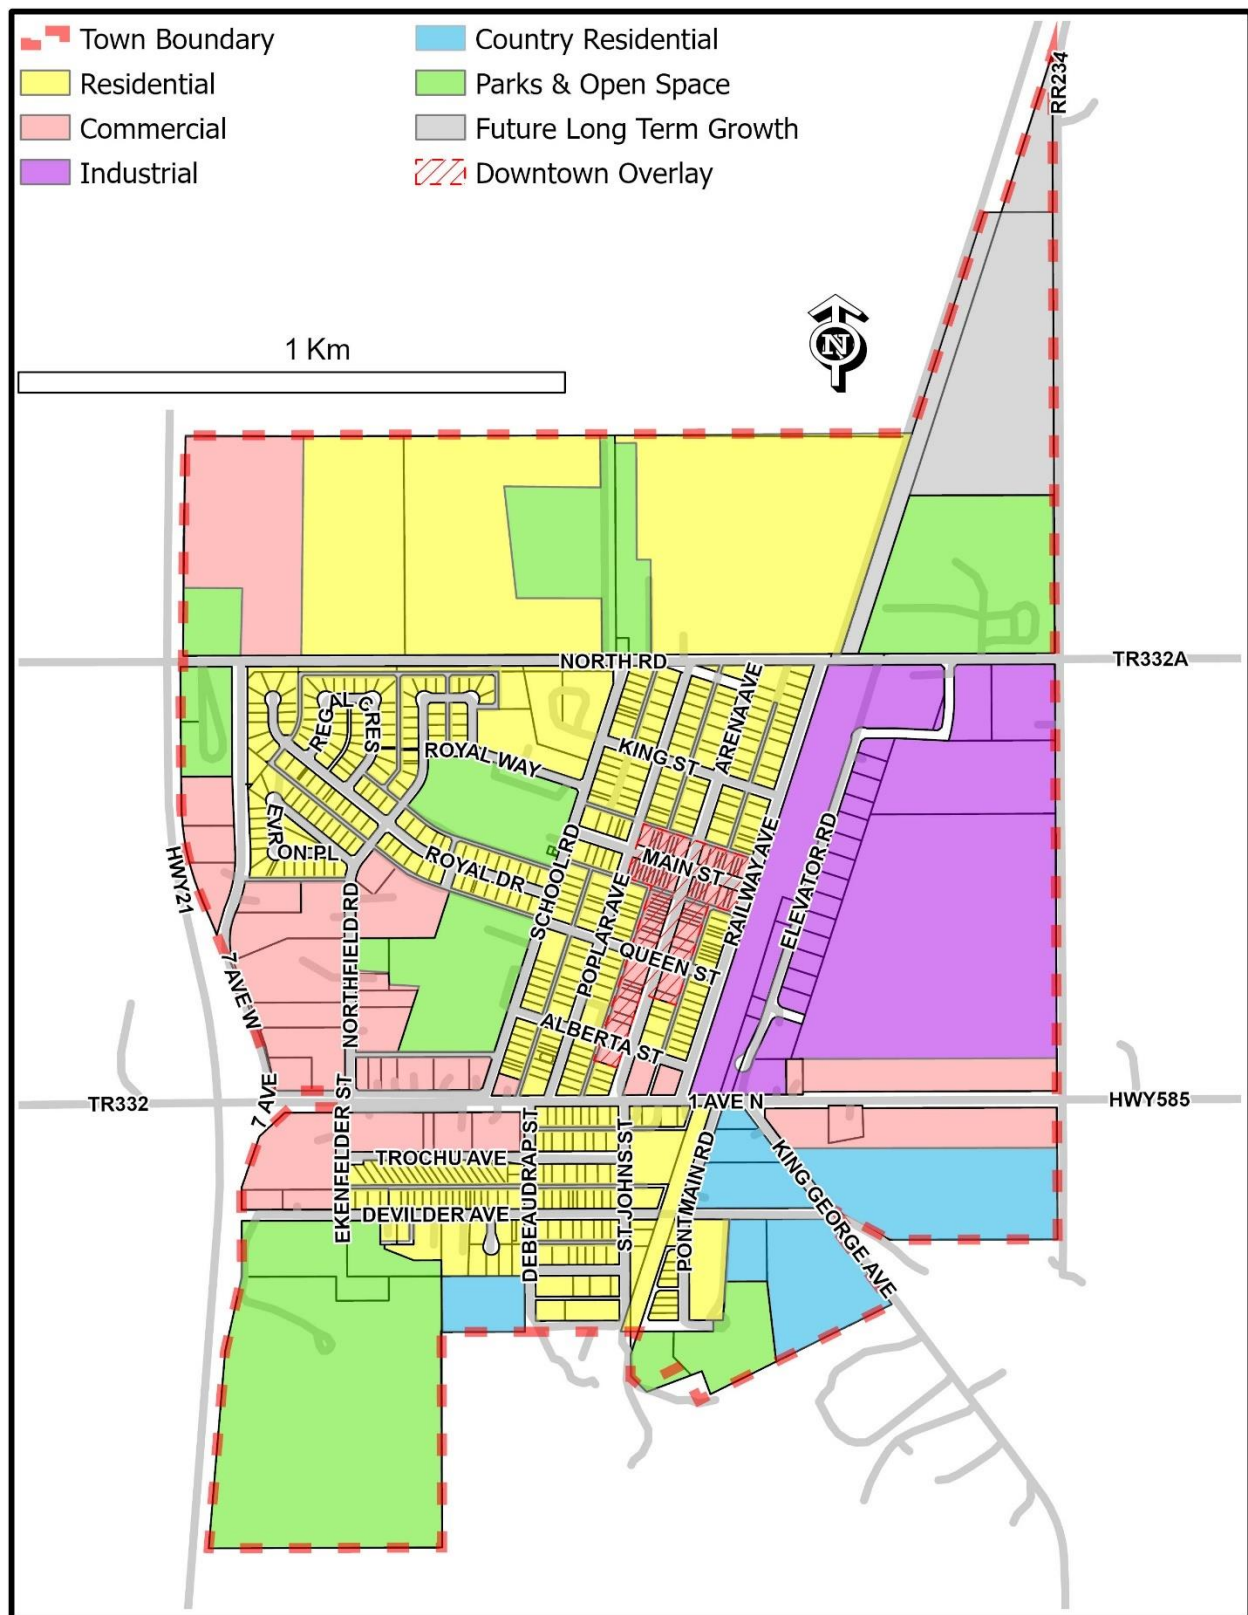 Town Boundary
Residential
Commercial
Industrial
Country Residential
Parks & Open Space
Future Long Term Growth
Downtown Overlay
RR234
1 Km
N
NORTH RD
TR332A
REGAL CRES
ROYAL WAY
KING ST
ARENA AVE
EVRON PL
ROYAL DR
SCHOOL RD
MAIN ST
RAILWAY AVE
ELEVATOR RD
HWY21
NORTHFIELD RD
POPLAR AVE
QUEEN ST
7 AVE W
ALBERTA ST
TR332
7 AVE
1 AVE N
HWY585
EKENFELDER ST
TROCHU AVE
DEVILDER AVE
DEBEAUDRAP ST
ST JOHNS ST
PONTMAIN RD
KING GEORGE AVE